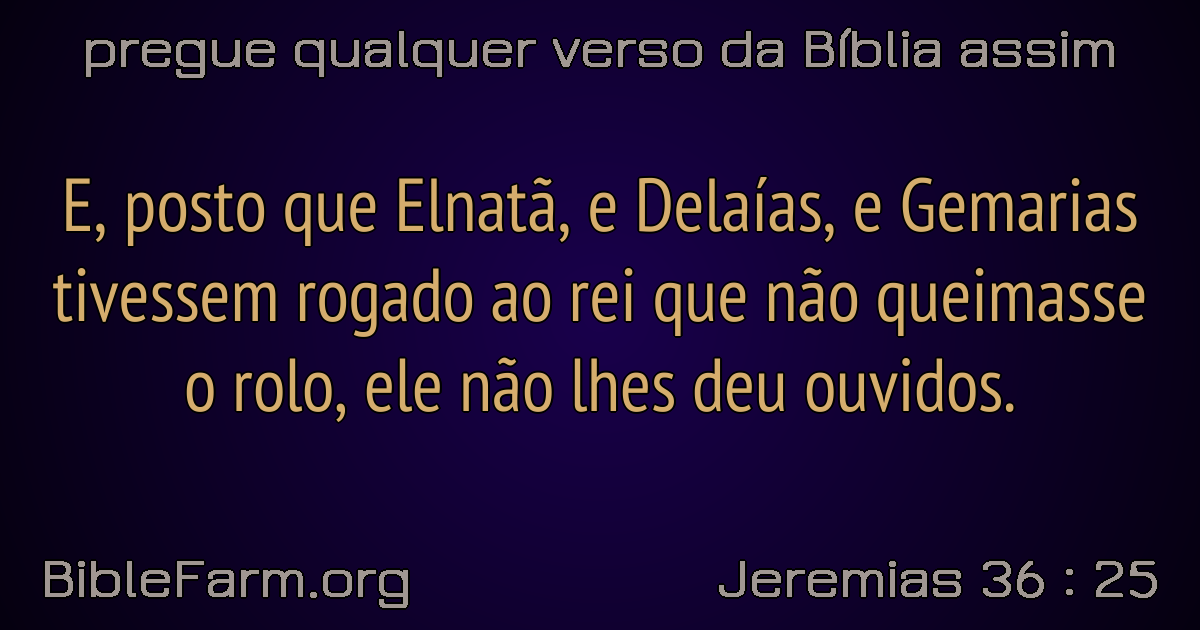 pregue qualquer verso da Bíblia assim
E, posto que Elnatã, e Delaías, e Gemarias
tivessem rogado ao rei que não queimasse
o rolo, ele não lhes deu ouvidos.
BibleFarm.org
Jeremias 36 : 25